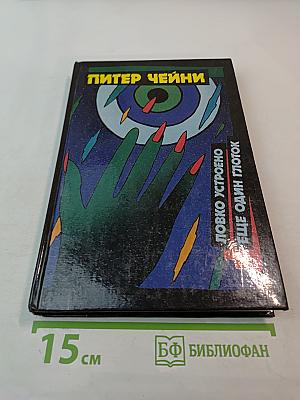 ПИТЕР ЧЕЙНИ
ЛОВКО УСТРОЕНО
ЕЩЕ ОДИН ГЛОТОК
15 см
БФ БИБЛИОФАН